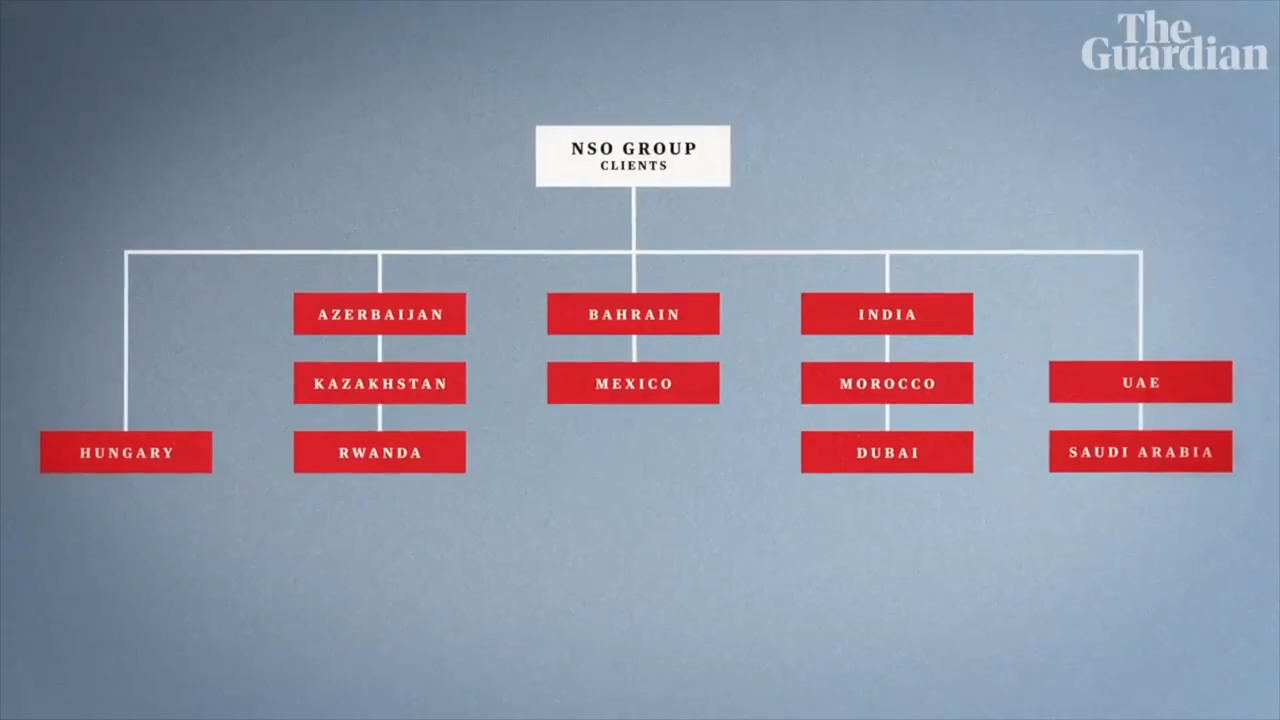 The
Guardian
NSO GROUP
CLIENTS
AZERBAIJAN
BAHRAIN
INDIA
KAZAKHSTAN
MEXICO
MOROCCO
UAE
HUNGARY
RWANDA
DUBAI
SAUDI ARABIA